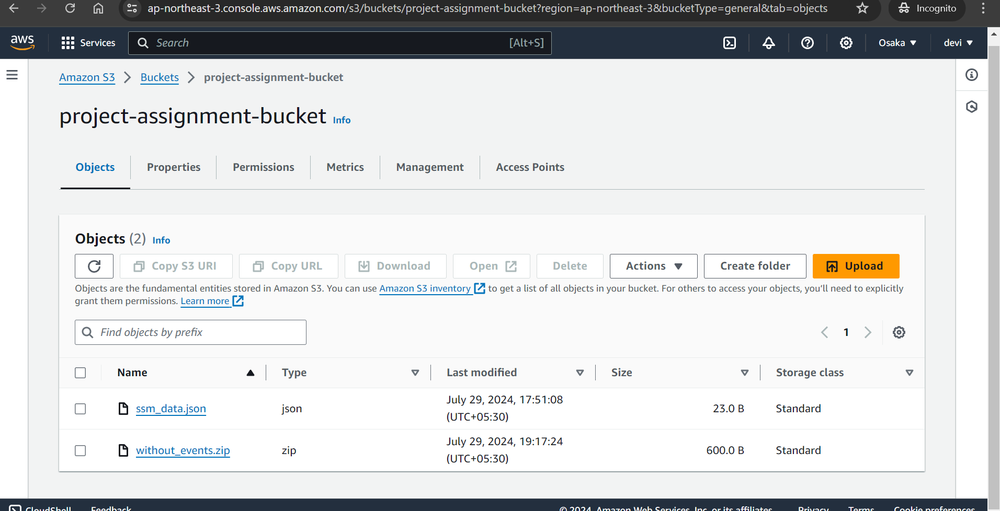 ap-northeast-3.console.aws.amazon.com/s3/buckets/project-assignment-bucket?region=ap-northeast-3&bucketType=general&tab=objects
Incognito
aws
Services
Search
[Alt+S]
Osaka
devi
Amazon S3
Buckets
project-assignment-bucket
project-assignment-bucket Info
Objects
Properties
Permissions
Metrics
Management
Access Points
Objects (2) Info
Copy S3 URI
Copy URL
Download
Open
Delete
Actions
Create folder
Upload
Objects are the fundamental entities stored in Amazon S3. You can use Amazon S3 inventory to get a list of all objects in your bucket. For others to access your objects, you’ll need to explicitly
grant them permissions. Learn more
Find objects by prefix
1
Name
Type
Last modified
Size
Storage class
ssm_data.json
json
July 29, 2024, 17:51:08
(UTC+05:30)
23.0 B
Standard
without_events.zip
zip
July 29, 2024, 19:17:24
(UTC+05:30)
600.0 B
Standard
CloudShell
Feedback
© 2024, Amazon Web Services, Inc. or its affiliates.
Privacy
Terms
Cookie preferences